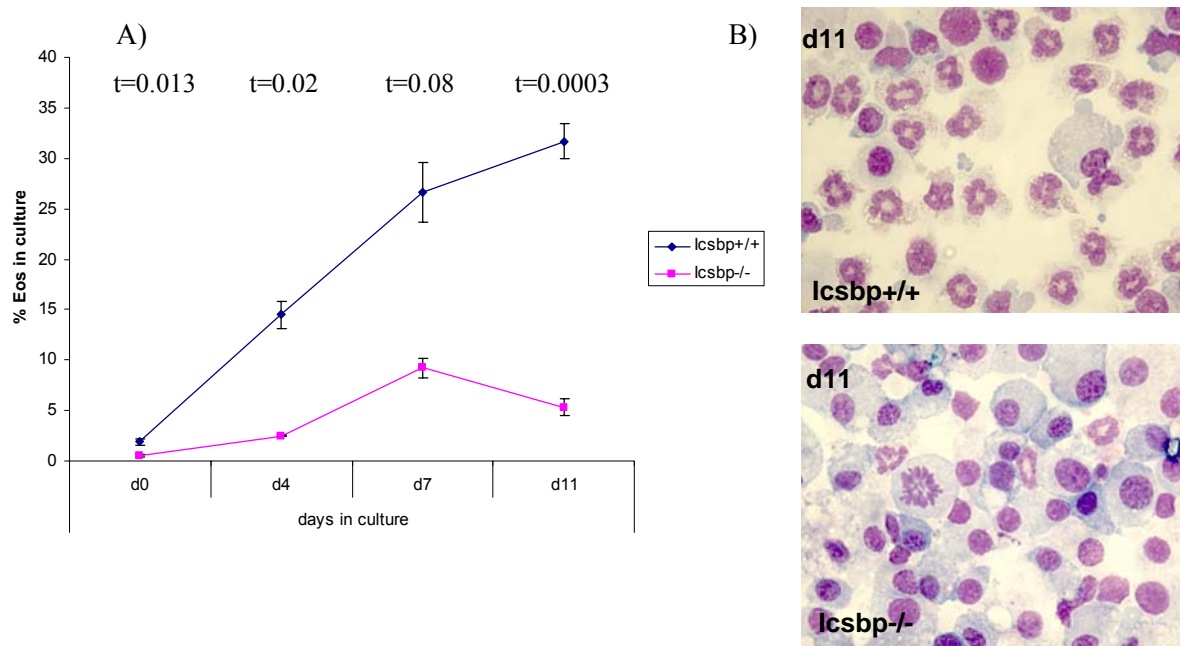 A)
t=0.013 t=0.02 t=0.08 t=0.0003
40
35
30
25
20
15
10
5
0
% Eos in culture
d0 d4 d7 d11
days in culture
Icsbp+/+
Icsbp-/-
B)
d11
Icsbp+/+
d11
Icsbp-/-